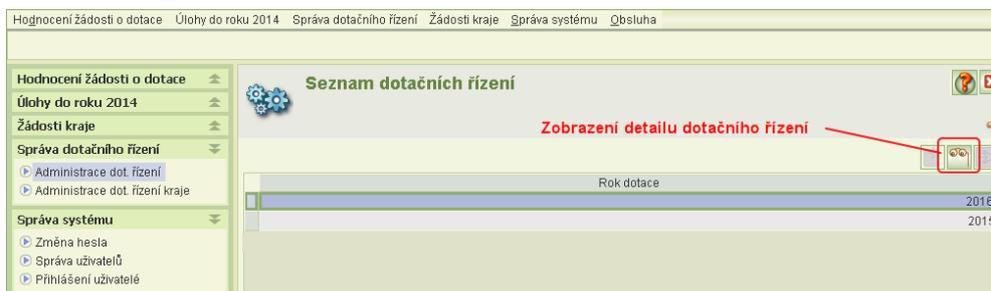 Hodnocení žádosti o dotace Úlohy do roku 2014 Správa dotačního řízení Žádosti kraje Správa systému Obsluha
Hodnocení žádosti o dotace
Úlohy do roku 2014
Žádosti kraje
Správa dotačního řízení
Administrace dot. řízení
Administrace dot. řízení kraje
Správa systému
Změna hesla
Správa uživatelů
Přihlášení uživatelé
Seznam dotačních řízení
Zobrazení detailu dotačního řízení
Rok dotace
2016
2015